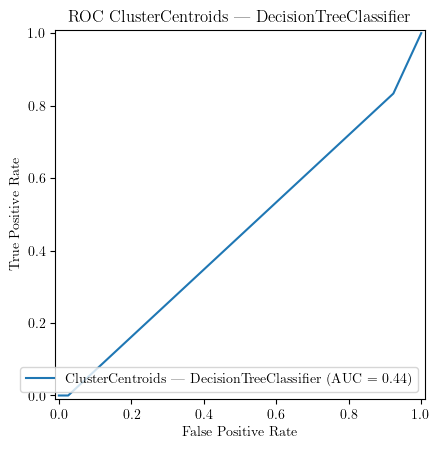 ROC ClusterCentroids — DecisionTreeClassifier
1.0
0.8
0.6
0.4
0.2
0.0
True Positive Rate
ClusterCentroids — DecisionTreeClassifier (AUC = 0.44)
0.0 0.2 0.4 0.6 0.8 1.0
False Positive Rate